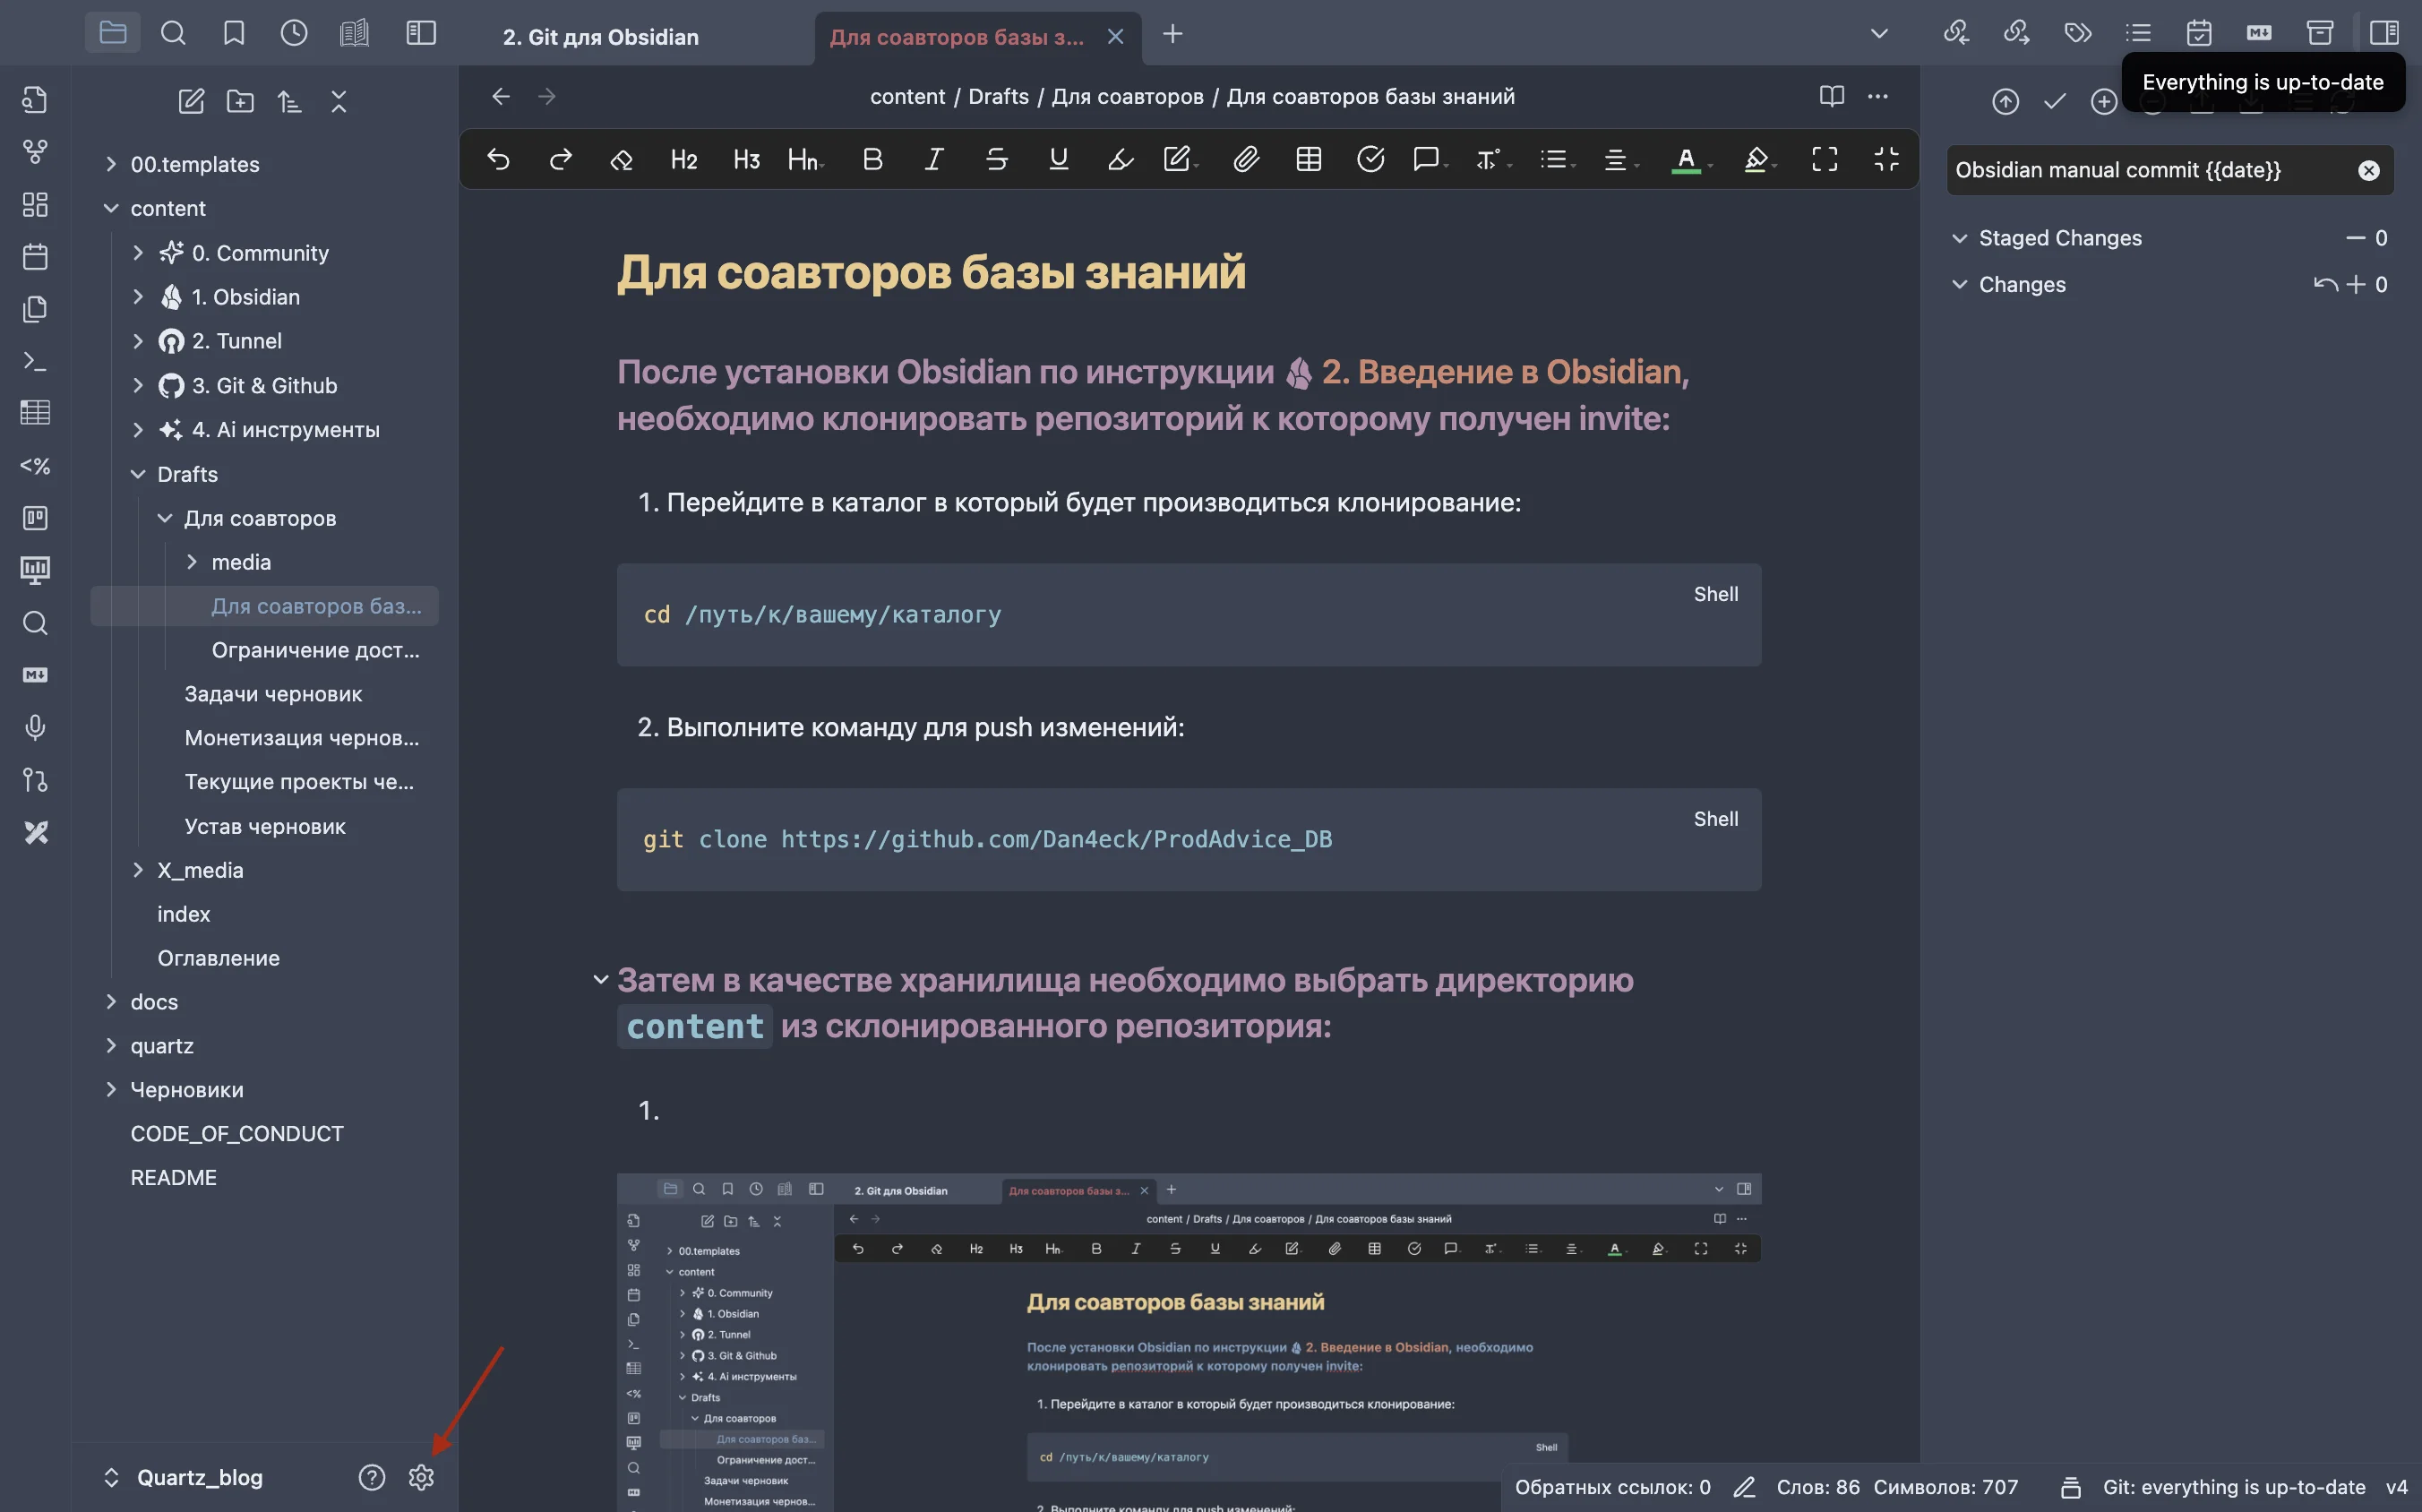 2. Git для Obsidian
Для соавторов базы з...
Everything is up-to-date
content / Drafts / Для соавторов / Для соавторов базы знаний
H2 H3 Hn B I S U A
Obsidian manual commit {{date}}
Staged Changes 0
Changes 0
00.templates
content
0. Community
1. Obsidian
2. Tunnel
3. Git & Github
4. Ai инструменты
Drafts
Для соавторов
media
Для соавторов баз...
Ограничение дост...
Задачи черновик
Монетизация чернов...
Текущие проекты че...
Устав черновик
X_media
index
Оглавление
docs
quartz
Черновики
CODE_OF_CONDUCT
README
Quartz_blog
Для соавторов базы знаний
После установки Obsidian по инструкции 2. Введение в Obsidian,
необходимо клонировать репозиторий к которому получен invite:
1. Перейдите в каталог в который будет производиться клонирование:
Shell
cd /путь/к/вашему/каталогу
2. Выполните команду для push изменений:
Shell
git clone https://github.com/Dan4eck/ProdAdvice_DB
Затем в качестве хранилища необходимо выбрать директорию
content из склонированного репозитория:
1.
2. Git для Obsidian
Для соавторов базы з...
content / Drafts / Для соавторов / Для соавторов базы знаний
H2 H3 Hn B I S U A
00.templates
content
0. Community
1. Obsidian
2. Tunnel
3. Git & Github
4. Ai инструменты
Drafts
Для соавторов
Для соавторов баз...
Ограничение дост...
Задачи черновик
Монетизация чернов...
Для соавторов базы знаний
После установки Obsidian по инструкции 2. Введение в Obsidian, необходимо
клонировать репозиторий к которому получен invite:
1. Перейдите в каталог в который будет производиться клонирование:
Shell
cd /путь/к/вашему/каталогу
2. Выполните команду для push изменений:
Обратных ссылок: 0 Слов: 86 Символов: 707 Git: everything is up-to-date v4